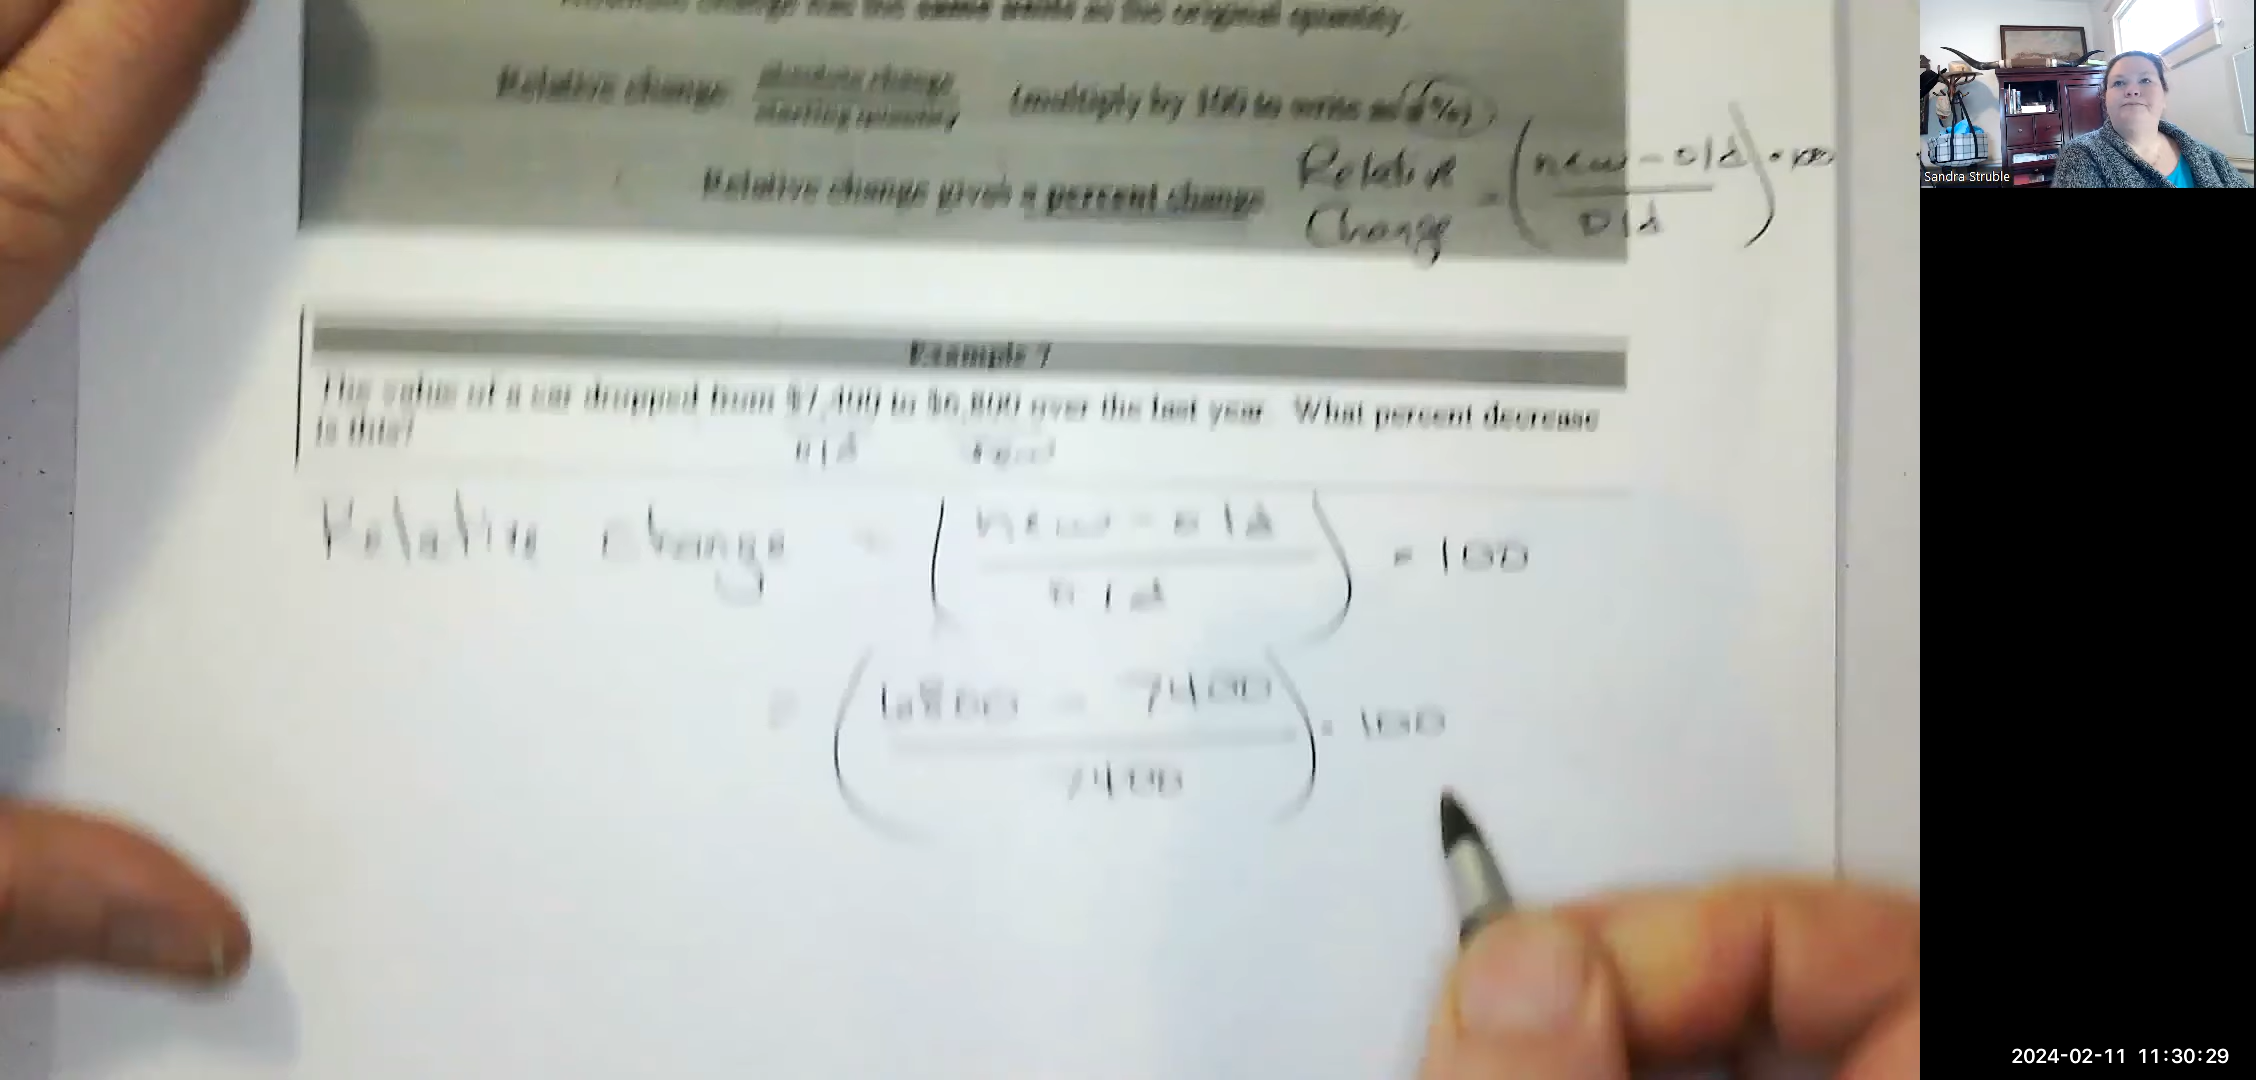 Absolute change has the same units as the original quantity.
Relative change: absolute change
starting quantity
(multiply by 100 to write as a %)
Relative change gives a percent change
Relative
Change
= (new - old) • 100
old
Example 7
The value of a car dropped from $7,400 to $6,800 over the last year. What percent decrease
is this?
old new
Relative change = (new - old) • 100
old
= (6800 - 7400) • 100
7400
Sandra Struble
2024-02-11 11:30:29